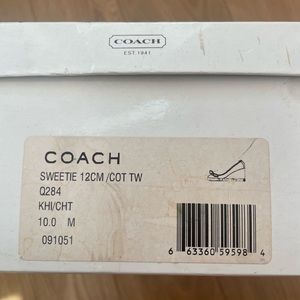 COACH
EST. 1941
COACH
SWEETIE 12CM /COT TW
Q284
KHI/CHT
10.0 M
091051
6 63360 59598 4